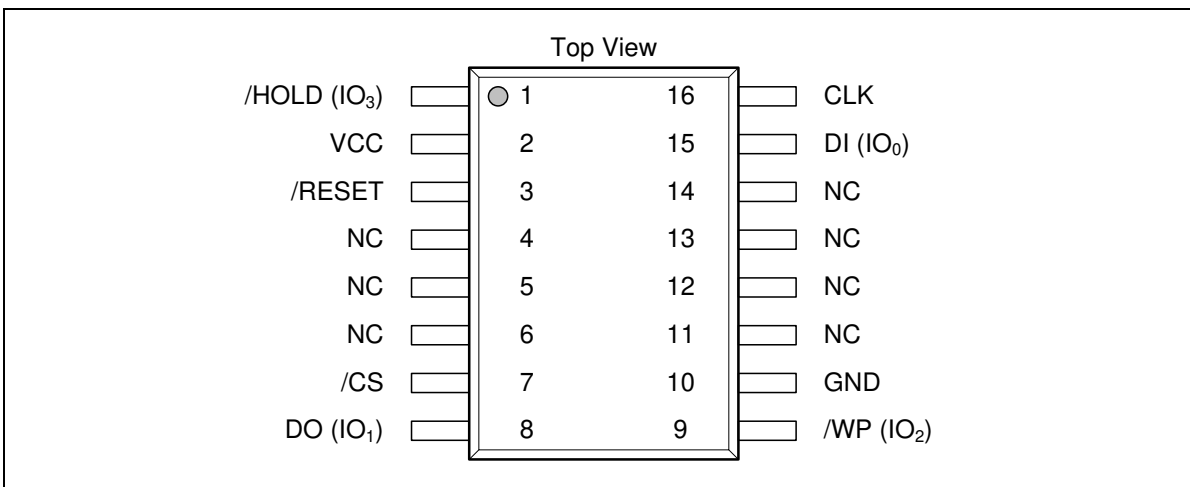 Top View
/HOLD (IO₃) 1 16 CLK
VCC 2 15 DI (IO₀)
/RESET 3 14 NC
NC 4 13 NC
NC 5 12 NC
NC 6 11 NC
/CS 7 10 GND
DO (IO₁) 8 9 /WP (IO₂)